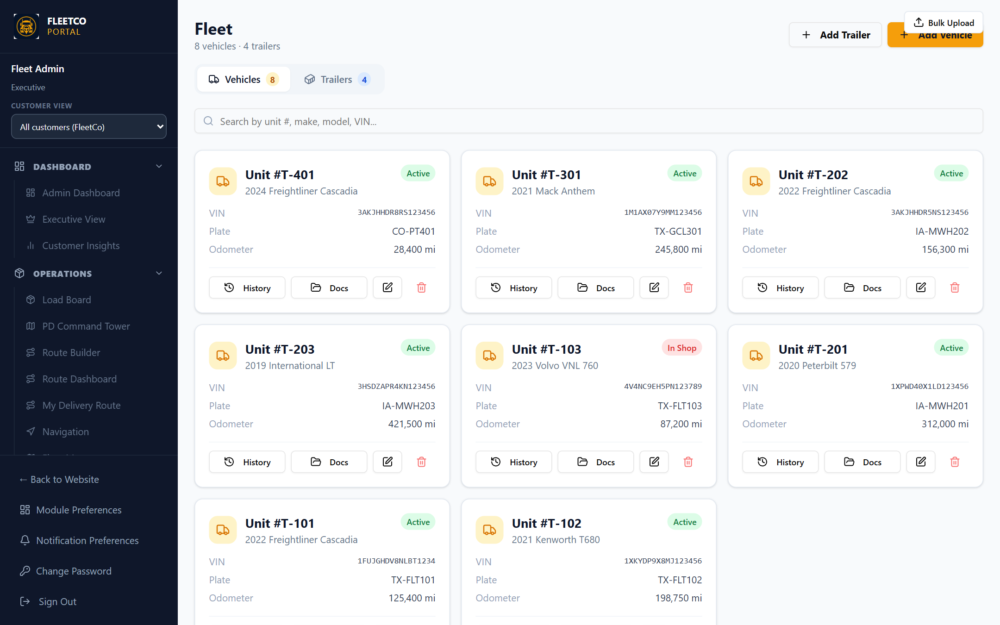 FLEETCO
PORTAL
Fleet Admin
Executive
CUSTOMER VIEW
All customers (FleetCo)
DASHBOARD
Admin Dashboard
Executive View
Customer Insights
OPERATIONS
Load Board
PD Command Tower
Route Builder
Route Dashboard
My Delivery Route
Navigation
← Back to Website
Module Preferences
Notification Preferences
Change Password
Sign Out
Fleet
8 vehicles · 4 trailers
Add Trailer
Bulk Upload
Add Vehicle
Vehicles 8
Trailers 4
Search by unit #, make, model, VIN...
Unit #T-401
Active
2024 Freightliner Cascadia
VIN 3AKJHHDR8RS123456
Plate CO-PT401
Odometer 28,400 mi
History Docs
Unit #T-301
Active
2021 Mack Anthem
VIN 1M1AX07Y9MM123456
Plate TX-GCL301
Odometer 245,800 mi
History Docs
Unit #T-202
Active
2022 Freightliner Cascadia
VIN 3AKJHHDR5NS123456
Plate IA-MWH202
Odometer 156,300 mi
History Docs
Unit #T-203
Active
2019 International LT
VIN 3HSDZAPR4KN123456
Plate IA-MWH203
Odometer 421,500 mi
History Docs
Unit #T-103
In Shop
2023 Volvo VNL 760
VIN 4V4NC9EH5PN123789
Plate TX-FLT103
Odometer 87,200 mi
History Docs
Unit #T-201
Active
2020 Peterbilt 579
VIN 1XPWD40X1LD123456
Plate IA-MWH201
Odometer 312,000 mi
History Docs
Unit #T-101
Active
2022 Freightliner Cascadia
VIN 1FUJGHDV8NLBT1234
Plate TX-FLT101
Odometer 125,400 mi
Unit #T-102
Active
2021 Kenworth T680
VIN 1XKYDP9X8MJ123456
Plate TX-FLT102
Odometer 198,750 mi